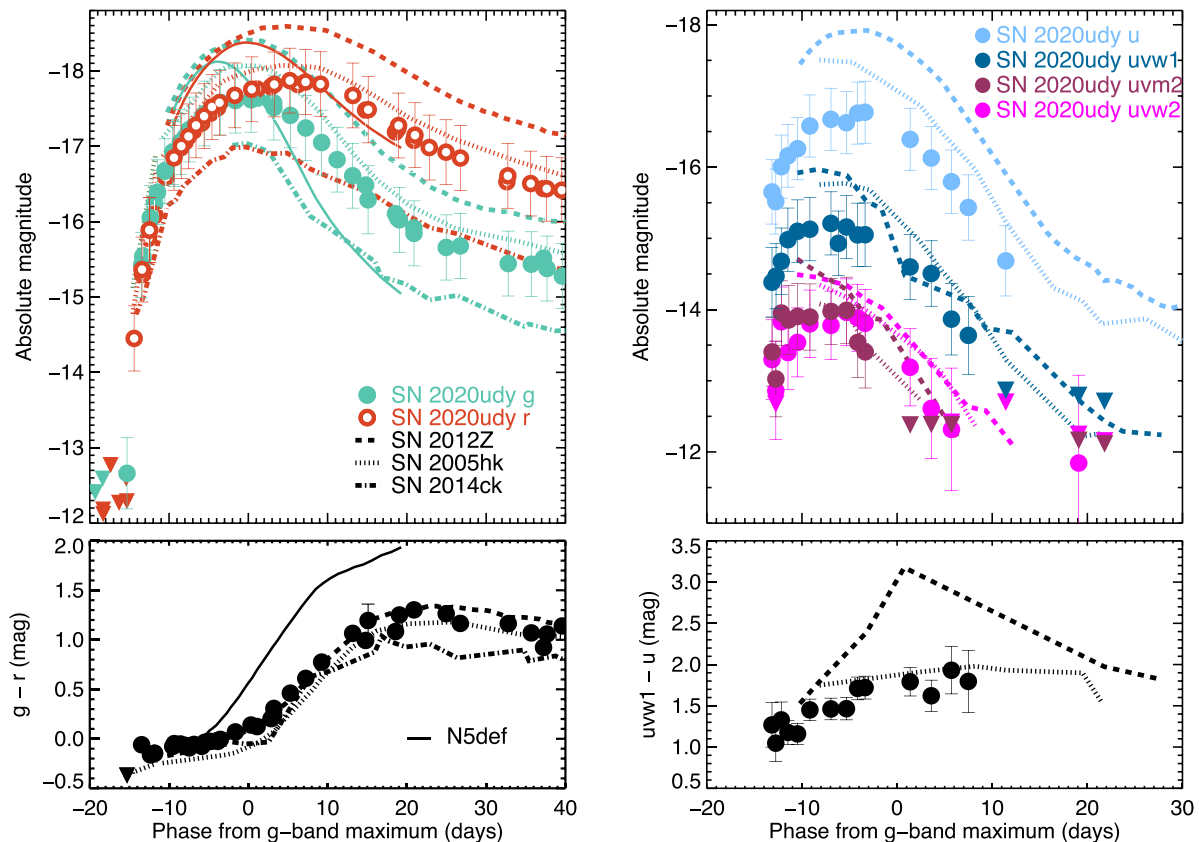 −18
−17
−16
−15
−14
−13
−12
Absolute magnitude
SN 2020udy g
SN 2020udy r
SN 2012Z
SN 2005hk
SN 2014ck
2.0
1.5
1.0
0.5
0.0
−0.5
g − r (mag)
N5def
−20
−10
0
10
20
30
40
Phase from g−band maximum (days)
−18
−16
−14
−12
Absolute magnitude
SN 2020udy u
SN 2020udy uvw1
SN 2020udy uvm2
SN 2020udy uvw2
3.5
3.0
2.5
2.0
1.5
1.0
0.5
uvw1 − u (mag)
−20
−10
0
10
20
30
Phase from g−band maximum (days)